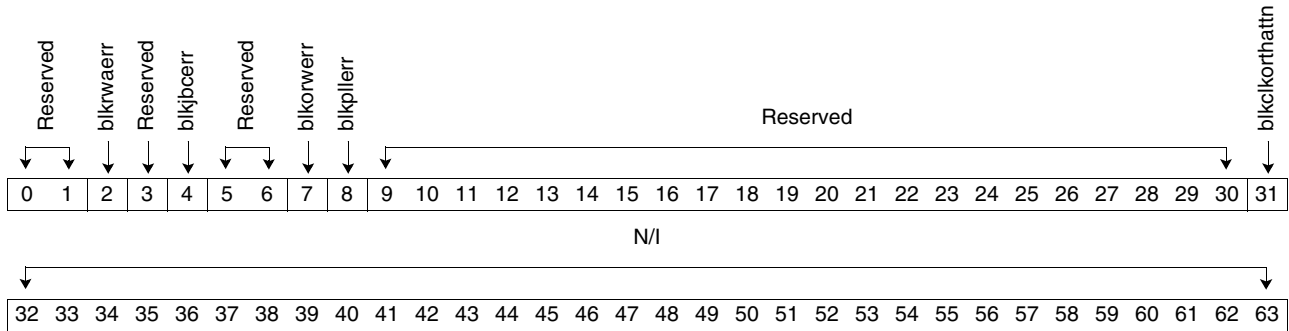 Reserved
blkrwaerr
Reserved
blkjbcerr
Reserved
blkorwerr
blkpllerr
Reserved
blkclkorthattn
0 1 2 3 4 5 6 7 8 9 10 11 12 13 14 15 16 17 18 19 20 21 22 23 24 25 26 27 28 29 30 31
N/I
32 33 34 35 36 37 38 39 40 41 42 43 44 45 46 47 48 49 50 51 52 53 54 55 56 57 58 59 60 61 62 63